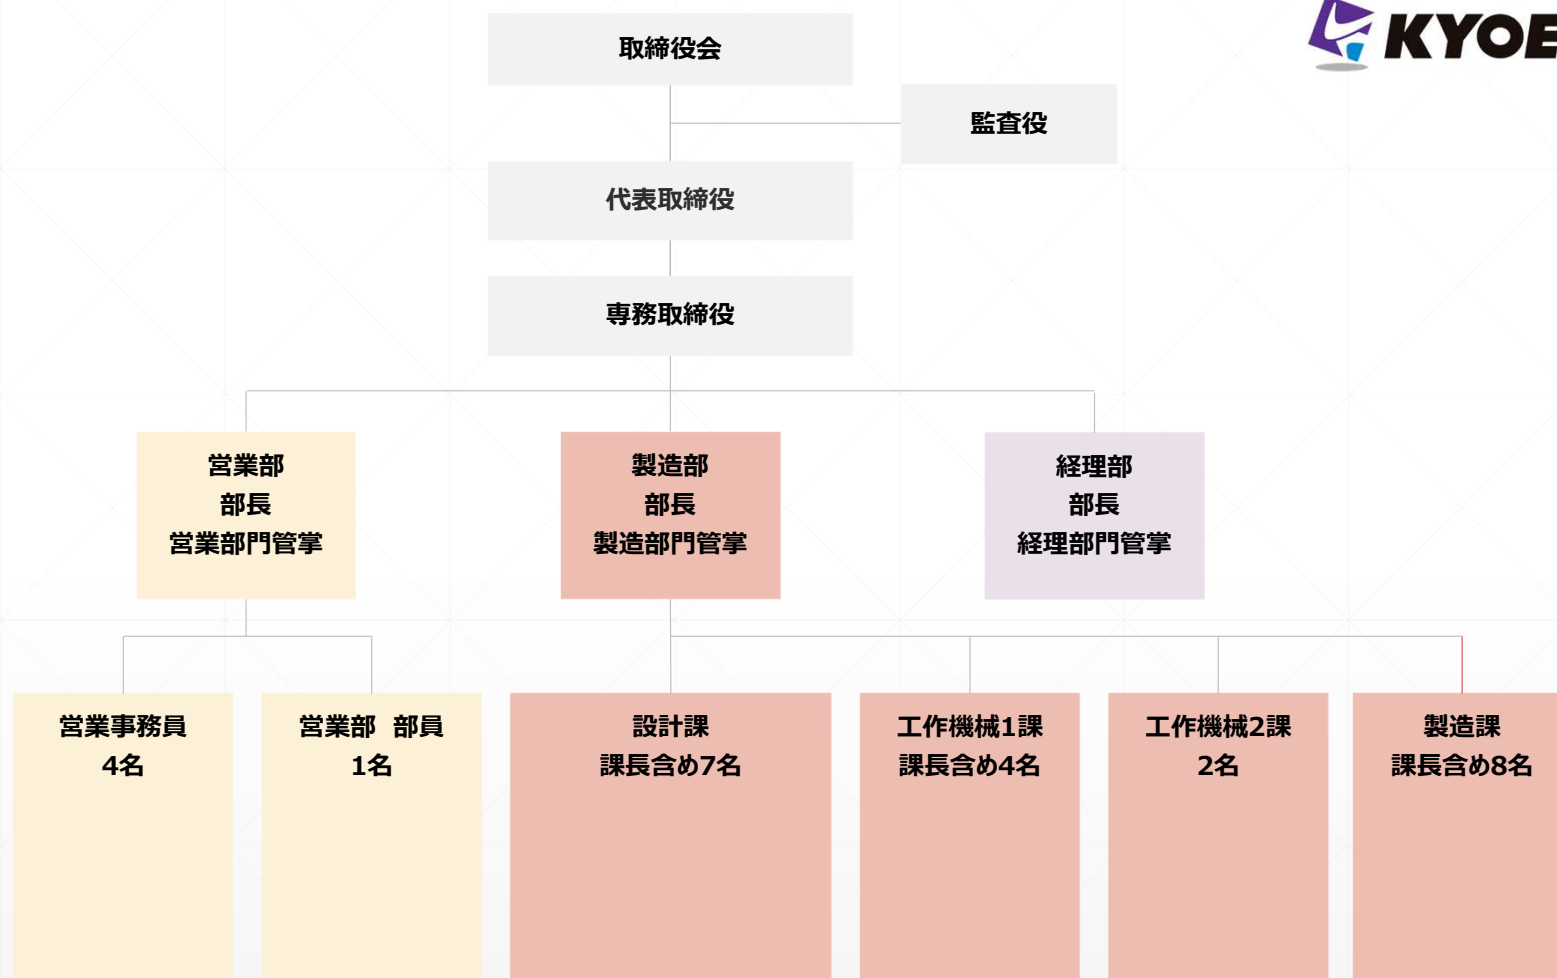 KYOE
取締役会
監査役
代表取締役
専務取締役
営業部
部長
営業部門管掌
製造部
部長
製造部門管掌
経理部
部長
経理部門管掌
営業事務員
4名
営業部 部員
1名
設計課
課長含め7名
工作機械1課
課長含め4名
工作機械2課
2名
製造課
課長含め8名